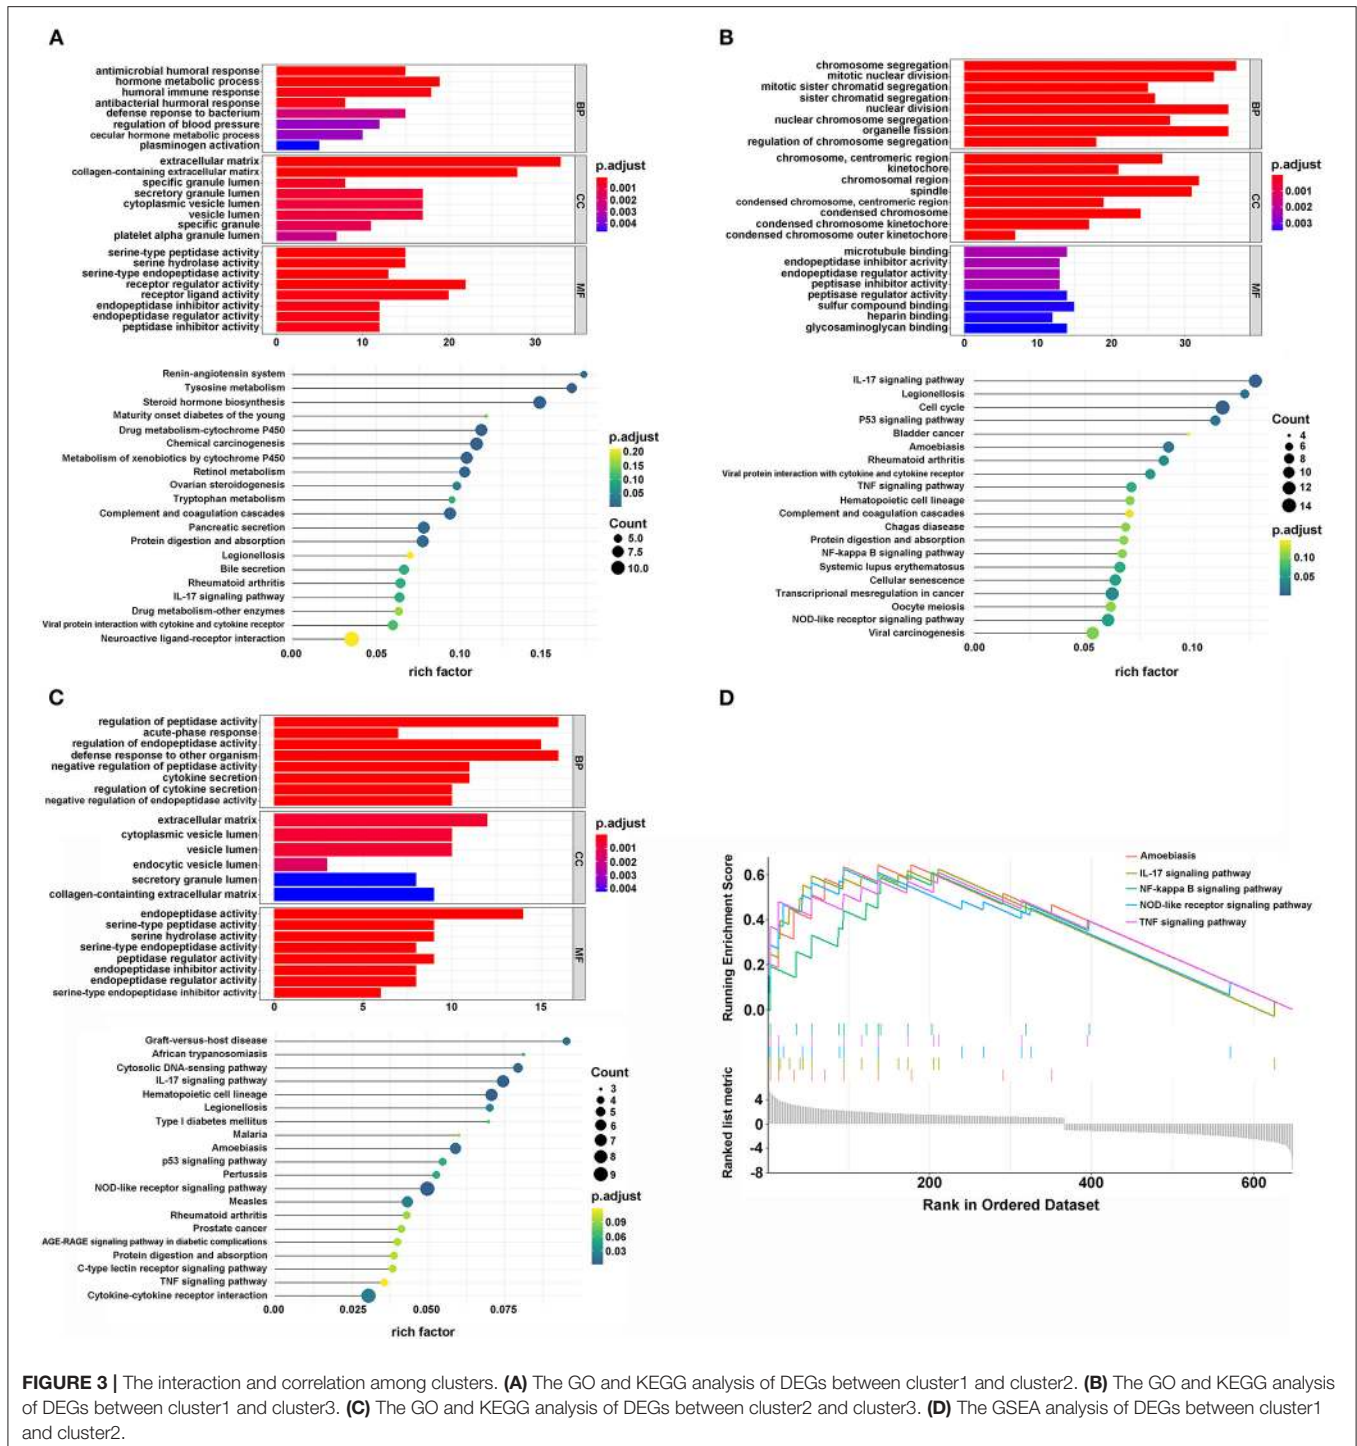 A
antimicrobial humoral response
hormone metabolic process
humoral immune response
antibacterial hurmoral response
defense reponse to bacterium
regulation of blood pressure
cecular hormone metabolic process
plasminogen activation
BP
extracellular matrix
collagen-containing extracellular matirx
specific granule lumen
secretory granule lumen
cytoplasmic vesicle lumen
vesicle lumen
specific granule
platelet alpha granule lumen
CC
serine-type peptidase activity
serine hydrolase activity
serine-type endopeptidase activity
receptor regulator activity
receptor ligand activity
endopeptidase inhibitor activity
endopeptidase regulator activity
peptidase inhibitor activity
MF
0 10 20 30
p.adjust
0.001
0.002
0.003
0.004
Renin-angiotensin system
Tysosine metabolism
Steroid hormone biosynthesis
Maturity onset diabetes of the young
Drug metabolism-cytochrome P450
Chemical carcinogenesis
Metabolism of xenobiotics by cytochrome P450
Retinol metabolism
Ovarian steroidogenesis
Tryptophan metabolism
Complement and coagulation cascades
Pancreatic secretion
Protein digestion and absorption
Legionellosis
Bile secretion
Rheumatoid arthritis
IL-17 signaling pathway
Drug metabolism-other enzymes
Viral protein interaction with cytokine and cytokine receptor
Neuroactive ligand-receptor interaction
0.00 0.05 0.10 0.15
rich factor
p.adjust
0.20
0.15
0.10
0.05
Count
5.0
7.5
10.0
B
chromosome segregation
mitotic nuclear division
mitotic sister chromatid segregation
sister chromatid segregation
nuclear division
nuclear chromosome segregation
organelle fission
regulation of chromosome segregation
BP
chromosome, centromeric region
kinetochore
chromosomal region
spindle
condensed chromosome, centromeric region
condensed chromosome
condensed chromosome kinetochore
condensed chromosome outer kinetochore
CC
microtubule binding
endepeptidase inhibitor acrivity
endepeptidase regulator activity
peptisase inhibitor activity
peptisase regulator activity
sulfur compound binding
heparin binding
glycosaminoglycan binding
MF
0 10 20 30
p.adjust
0.001
0.002
0.003
IL-17 signaling pathway
Legionellosis
Cell cycle
P53 signaling pathway
Bladder cancer
Amoebiasis
Rheumatoid arthritis
Viral protein interaction with cytokine and cytokine receptor
TNF signaling pathway
Hematopoietic cell lineage
Complement and coagulation cascades
Chagas diasease
Protein digestion and absorption
NF-kappa B signaling pathway
Systemic lupus erythematosus
Cellular senescence
Transcriprional mesregulation in cancer
Oocyte meiosis
NOD-like receptor signaling pathway
Viral carcinogenesis
0.00 0.05 0.10
rich factor
Count
4
6
8
10
12
14
p.adjust
0.10
0.05
C
regulation of peptidase activity
acute-phase response
regulation of endopeptidase activity
defense response to other organism
negative regulation of peptidase activity
cytokine secretion
regulation of cytokine secretion
negative regulation of endopeptidase activity
BP
extracellular matrix
cytoplasmic vesicle lumen
vesicle lumen
endocytic vesicle lumen
secretory granule lumen
collagen-containting extracellular matrix
CC
endopeptidase activity
serine-type peptidase activity
serine hydrolase activity
serine-type endopeptidase activity
peptidase regulator activity
endopeptidase inhibitor activity
endopeptidase regulator activity
serine-type endopeptidase inhibitor activity
MF
0 5 10 15
p.adjust
0.001
0.002
0.003
0.004
Graft-versus-host disease
African trypanosomiasis
Cytosolic DNA-sensing pathway
IL-17 signaling pathway
Hematopoietic cell lineage
Legionellosis
Type I diabetes mellitus
Malaria
Amoebiasis
p53 signaling pathway
Pertussis
NOD-like receptor signaling pathway
Measles
Rheumatoid arthritis
Prostate cancer
AGE-RAGE signaling pathway in diabetic complications
Protein digestion and absorption
C-type lectin receptor signaling pathway
TNF signaling pathway
Cytokine-cytokine receptor interaction
0.00 0.025 0.050 0.075
rich factor
Count
3
4
5
6
7
8
9
p.adjust
0.09
0.06
0.03
D
Running Enrichment Score
0.6
0.4
0.2
0.0
Amoebiasis
IL-17 signaling pathway
NF-kappa B signaling pathway
NOD-like receptor signaling pathway
TNF signaling pathway
Ranked list metric
4
0
-4
-8
200 400 600
Rank in Ordered Dataset
FIGURE 3 | The interaction and correlation among clusters. (A) The GO and KEGG analysis of DEGs between cluster1 and cluster2. (B) The GO and KEGG analysis
of DEGs between cluster1 and cluster3. (C) The GO and KEGG analysis of DEGs between cluster2 and cluster3. (D) The GSEA analysis of DEGs between cluster1
and cluster2.